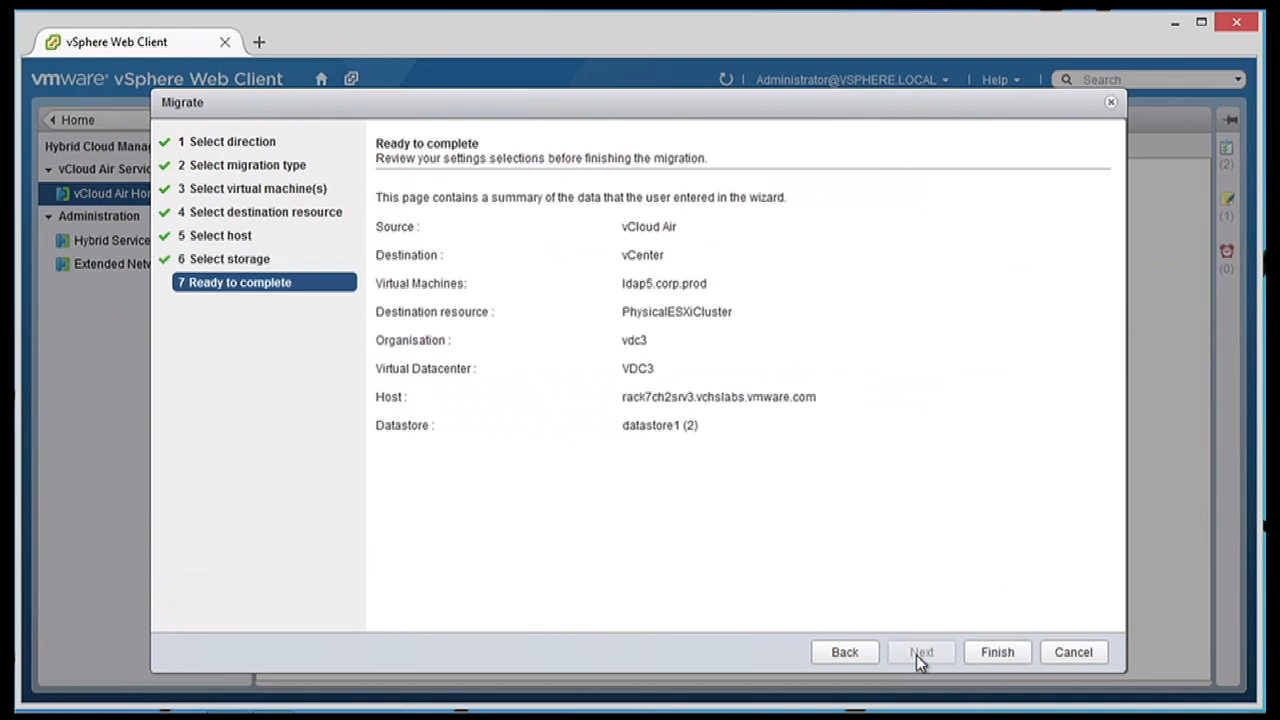 vSphere Web Client
vmware® vSphere Web Client
Administrator@VSPHERE.LOCAL
Help
Search
Home
Hybrid Cloud Mana
vCloud Air Servic
vCloud Air Hor
Administration
Hybrid Service
Extended Netw
(2)
(1)
(0)
Migrate
1 Select direction
2 Select migration type
3 Select virtual machine(s)
4 Select destination resource
5 Select host
6 Select storage
7 Ready to complete
Ready to complete
Review your settings selections before finishing the migration.
This page contains a summary of the data that the user entered in the wizard.
Source : vCloud Air
Destination : vCenter
Virtual Machines: ldap5.corp.prod
Destination resource : PhysicalESXiCluster
Organisation : vdc3
Virtual Datacenter : VDC3
Host : rack7ch2srv3.vchslabs.vmware.com
Datastore : datastore1 (2)
Back Next Finish Cancel